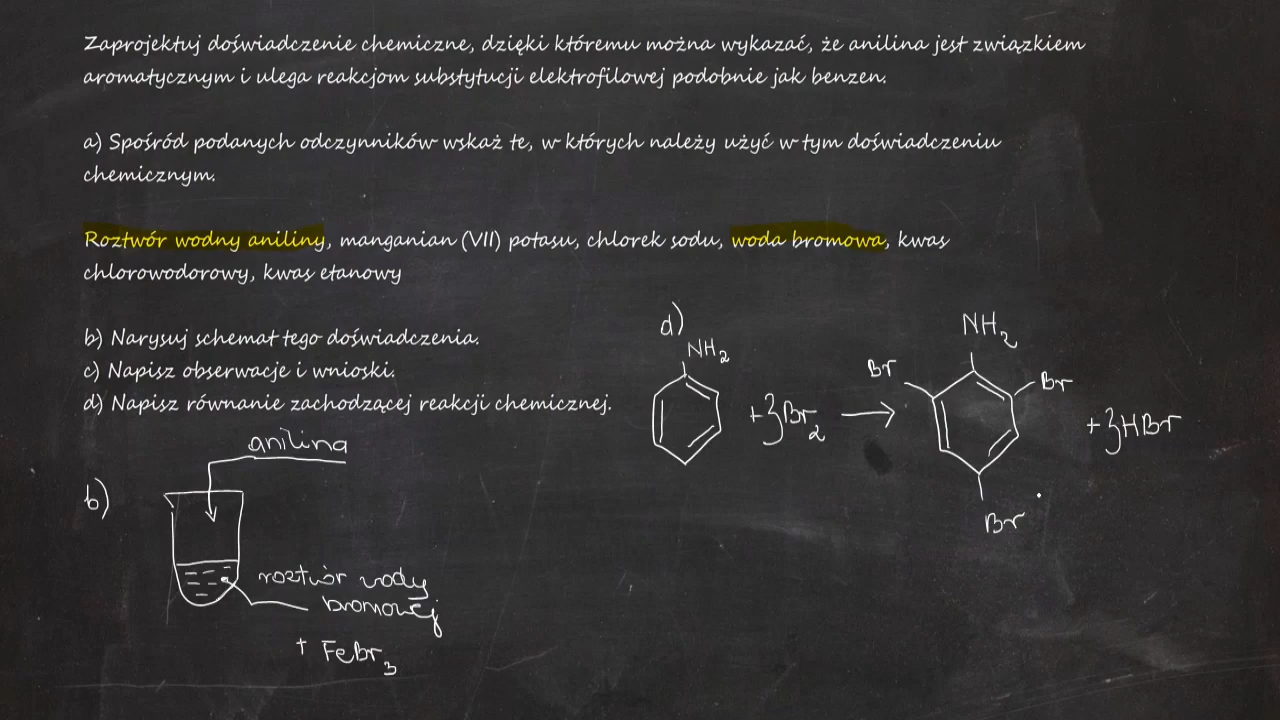 Zaprojektuj doświadczenie chemiczne, dzięki któremu można wykazać, że anilina jest związkiem
aromatycznym i ulega reakcjom substytucji elektrofilowej podobnie jak benzen.
a) Spośród podanych odczynników wskaż te, w których należy użyć w tym doświadczeniu
chemicznym.
Roztwór wodny aniliny, manganian (VII) potasu, chlorek sodu, woda bromowa, kwas
chlorowodorowy, kwas etanowy
b) Narysuj schemat tego doświadczenia.
c) Napisz obserwacje i wnioski.
d) Napisz równanie zachodzącej reakcji chemicznej.
d)
NH2
+3Br2
NH2
Br
Br
Br
+3HBr
b)
anilina
roztwór wody
bromowej
+ FeBr3